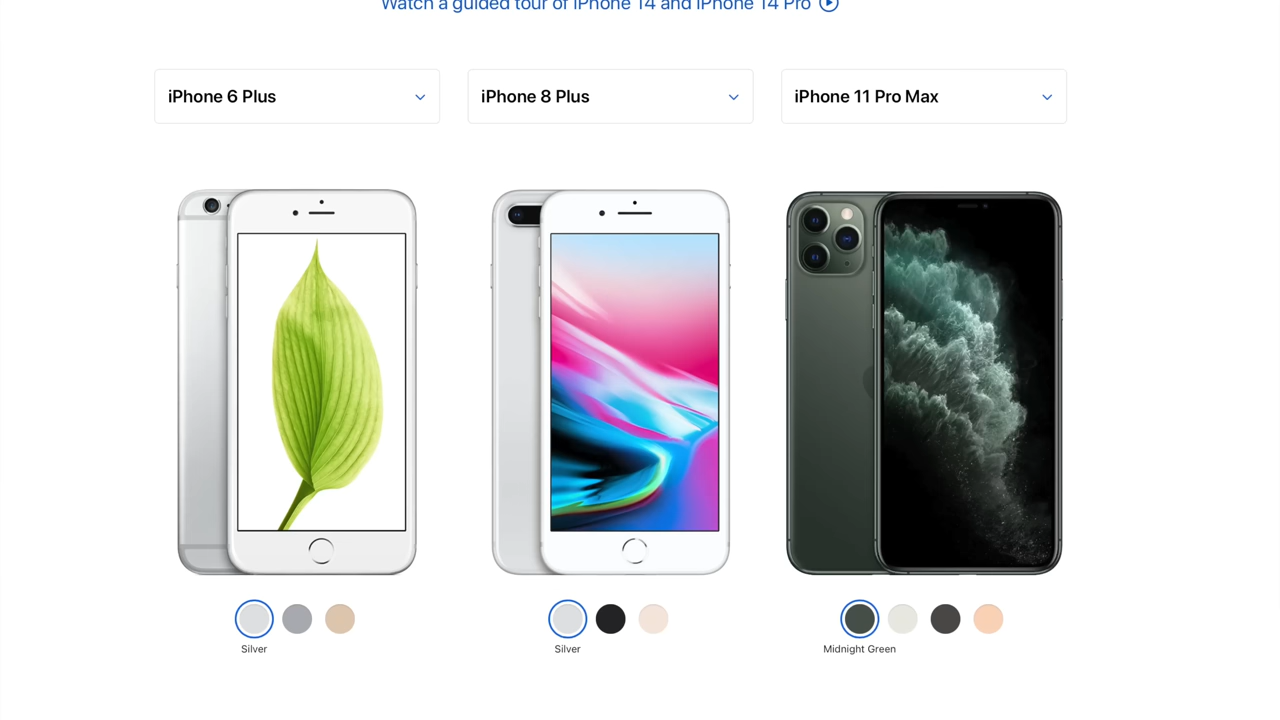 Watch a guided tour of iPhone 14 and iPhone 14 Pro
iPhone 6 Plus
iPhone 8 Plus
iPhone 11 Pro Max
Silver
Silver
Midnight Green